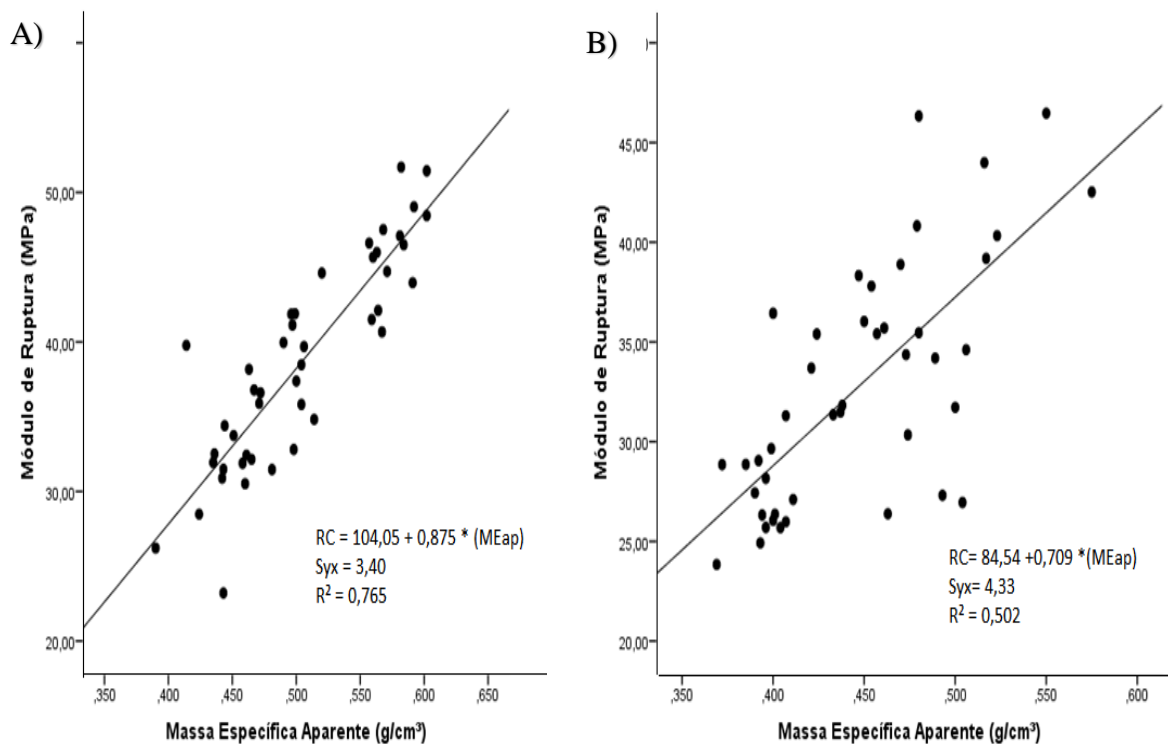 A)
Módulo de Ruptura (MPa)
50,00
40,00
30,00
20,00
RC = 104,05 + 0,875 * (MEap)
Syx = 3,40
R² = 0,765
,350 ,400 ,450 ,500 ,550 ,600 ,650
Massa Específica Aparente (g/cm³)
B)
Módulo de Ruptura (MPa)
45,00
40,00
35,00
30,00
25,00
20,00
RC= 84,54 +0,709 *(MEap)
Syx= 4,33
R² = 0,502
,350 ,400 ,450 ,500 ,550 ,600
Massa Específica Aparente (g/cm³)